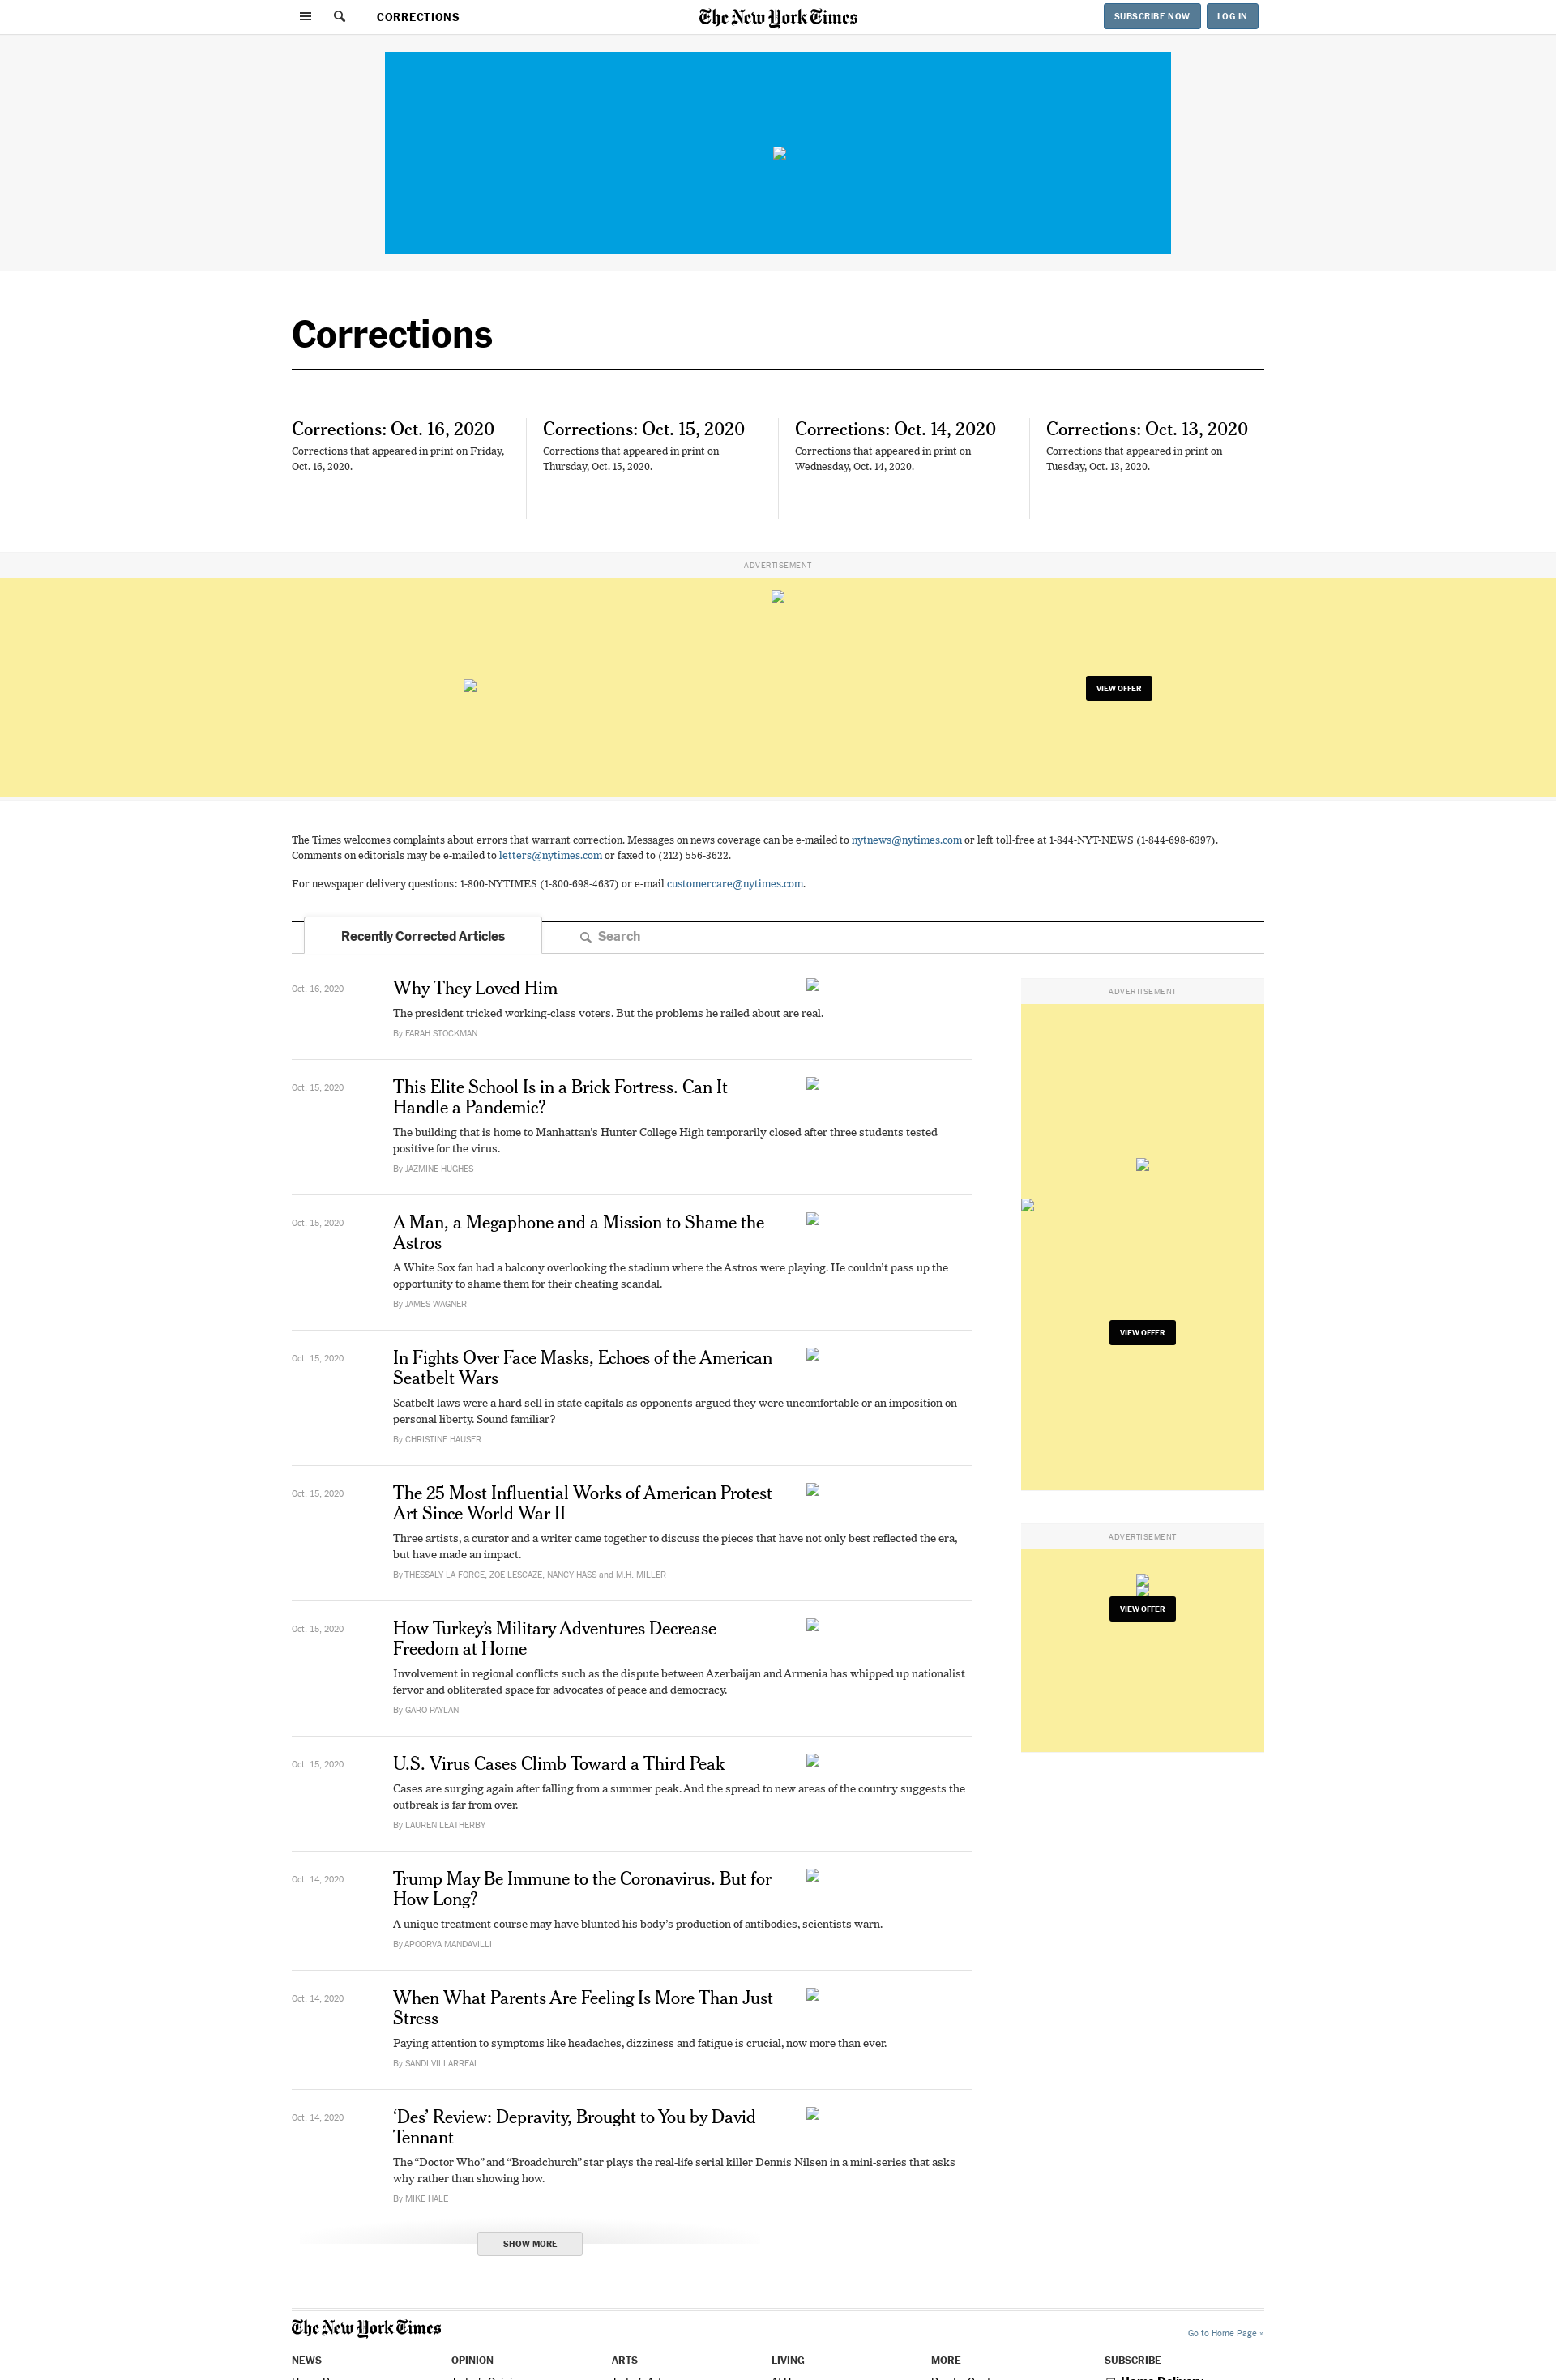 CORRECTIONS
The New York Times
SUBSCRIBE NOW
LOG IN
Corrections
Corrections: Oct. 16, 2020
Corrections that appeared in print on Friday,
Oct. 16, 2020.
Corrections: Oct. 15, 2020
Corrections that appeared in print on
Thursday, Oct. 15, 2020.
Corrections: Oct. 14, 2020
Corrections that appeared in print on
Wednesday, Oct. 14, 2020.
Corrections: Oct. 13, 2020
Corrections that appeared in print on
Tuesday, Oct. 13, 2020.
ADVERTISEMENT
VIEW OFFER
The Times welcomes complaints about errors that warrant correction. Messages on news coverage can be e-mailed to nytnews@nytimes.com or left toll-free at 1-844-NYT-NEWS (1-844-698-6397).
Comments on editorials may be e-mailed to letters@nytimes.com or faxed to (212) 556-3622.
For newspaper delivery questions: 1-800-NYTIMES (1-800-698-4637) or e-mail customercare@nytimes.com.
Recently Corrected Articles
Search
Oct. 16, 2020
Why They Loved Him
The president tricked working-class voters. But the problems he railed about are real.
By FARAH STOCKMAN
Oct. 15, 2020
This Elite School Is in a Brick Fortress. Can It
Handle a Pandemic?
The building that is home to Manhattan’s Hunter College High temporarily closed after three students tested
positive for the virus.
By JAZMINE HUGHES
Oct. 15, 2020
A Man, a Megaphone and a Mission to Shame the
Astros
A White Sox fan had a balcony overlooking the stadium where the Astros were playing. He couldn’t pass up the
opportunity to shame them for their cheating scandal.
By JAMES WAGNER
Oct. 15, 2020
In Fights Over Face Masks, Echoes of the American
Seatbelt Wars
Seatbelt laws were a hard sell in state capitals as opponents argued they were uncomfortable or an imposition on
personal liberty. Sound familiar?
By CHRISTINE HAUSER
Oct. 15, 2020
The 25 Most Influential Works of American Protest
Art Since World War II
Three artists, a curator and a writer came together to discuss the pieces that have not only best reflected the era,
but have made an impact.
By THESSALY LA FORCE, ZOË LESCAZE, NANCY HASS and M.H. MILLER
Oct. 15, 2020
How Turkey’s Military Adventures Decrease
Freedom at Home
Involvement in regional conflicts such as the dispute between Azerbaijan and Armenia has whipped up nationalist
fervor and obliterated space for advocates of peace and democracy.
By GARO PAYLAN
Oct. 15, 2020
U.S. Virus Cases Climb Toward a Third Peak
Cases are surging again after falling from a summer peak. And the spread to new areas of the country suggests the
outbreak is far from over.
By LAUREN LEATHERBY
Oct. 14, 2020
Trump May Be Immune to the Coronavirus. But for
How Long?
A unique treatment course may have blunted his body’s production of antibodies, scientists warn.
By APOORVA MANDAVILLI
Oct. 14, 2020
When What Parents Are Feeling Is More Than Just
Stress
Paying attention to symptoms like headaches, dizziness and fatigue is crucial, now more than ever.
By SANDI VILLARREAL
Oct. 14, 2020
‘Des’ Review: Depravity, Brought to You by David
Tennant
The “Doctor Who” and “Broadchurch” star plays the real-life serial killer Dennis Nilsen in a mini-series that asks
why rather than showing how.
By MIKE HALE
SHOW MORE
ADVERTISEMENT
VIEW OFFER
ADVERTISEMENT
VIEW OFFER
The New York Times
Go to Home Page »
NEWS
OPINION
ARTS
LIVING
MORE
SUBSCRIBE